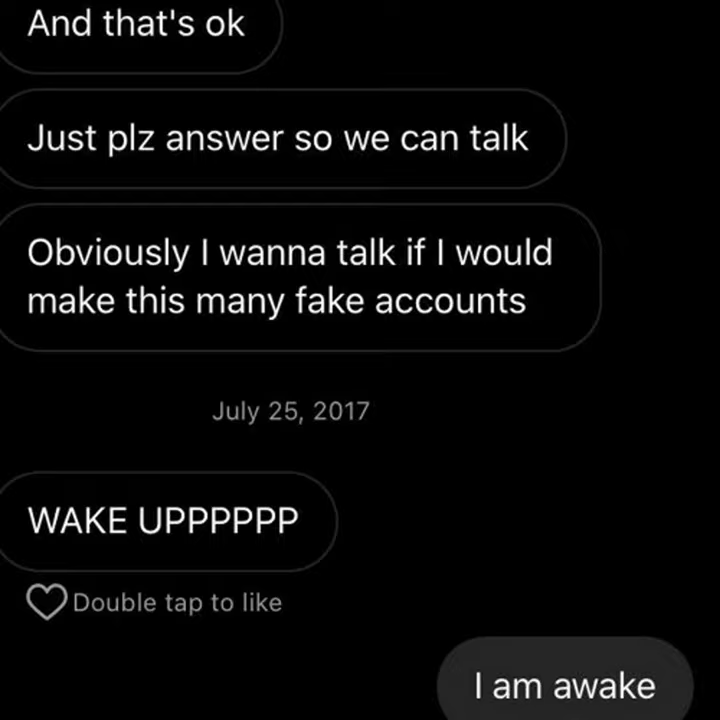 And that's ok
Just plz answer so we can talk
Obviously I wanna talk if I would
make this many fake accounts
July 25, 2017
WAKE UPPPPPP
Double tap to like
I am awake